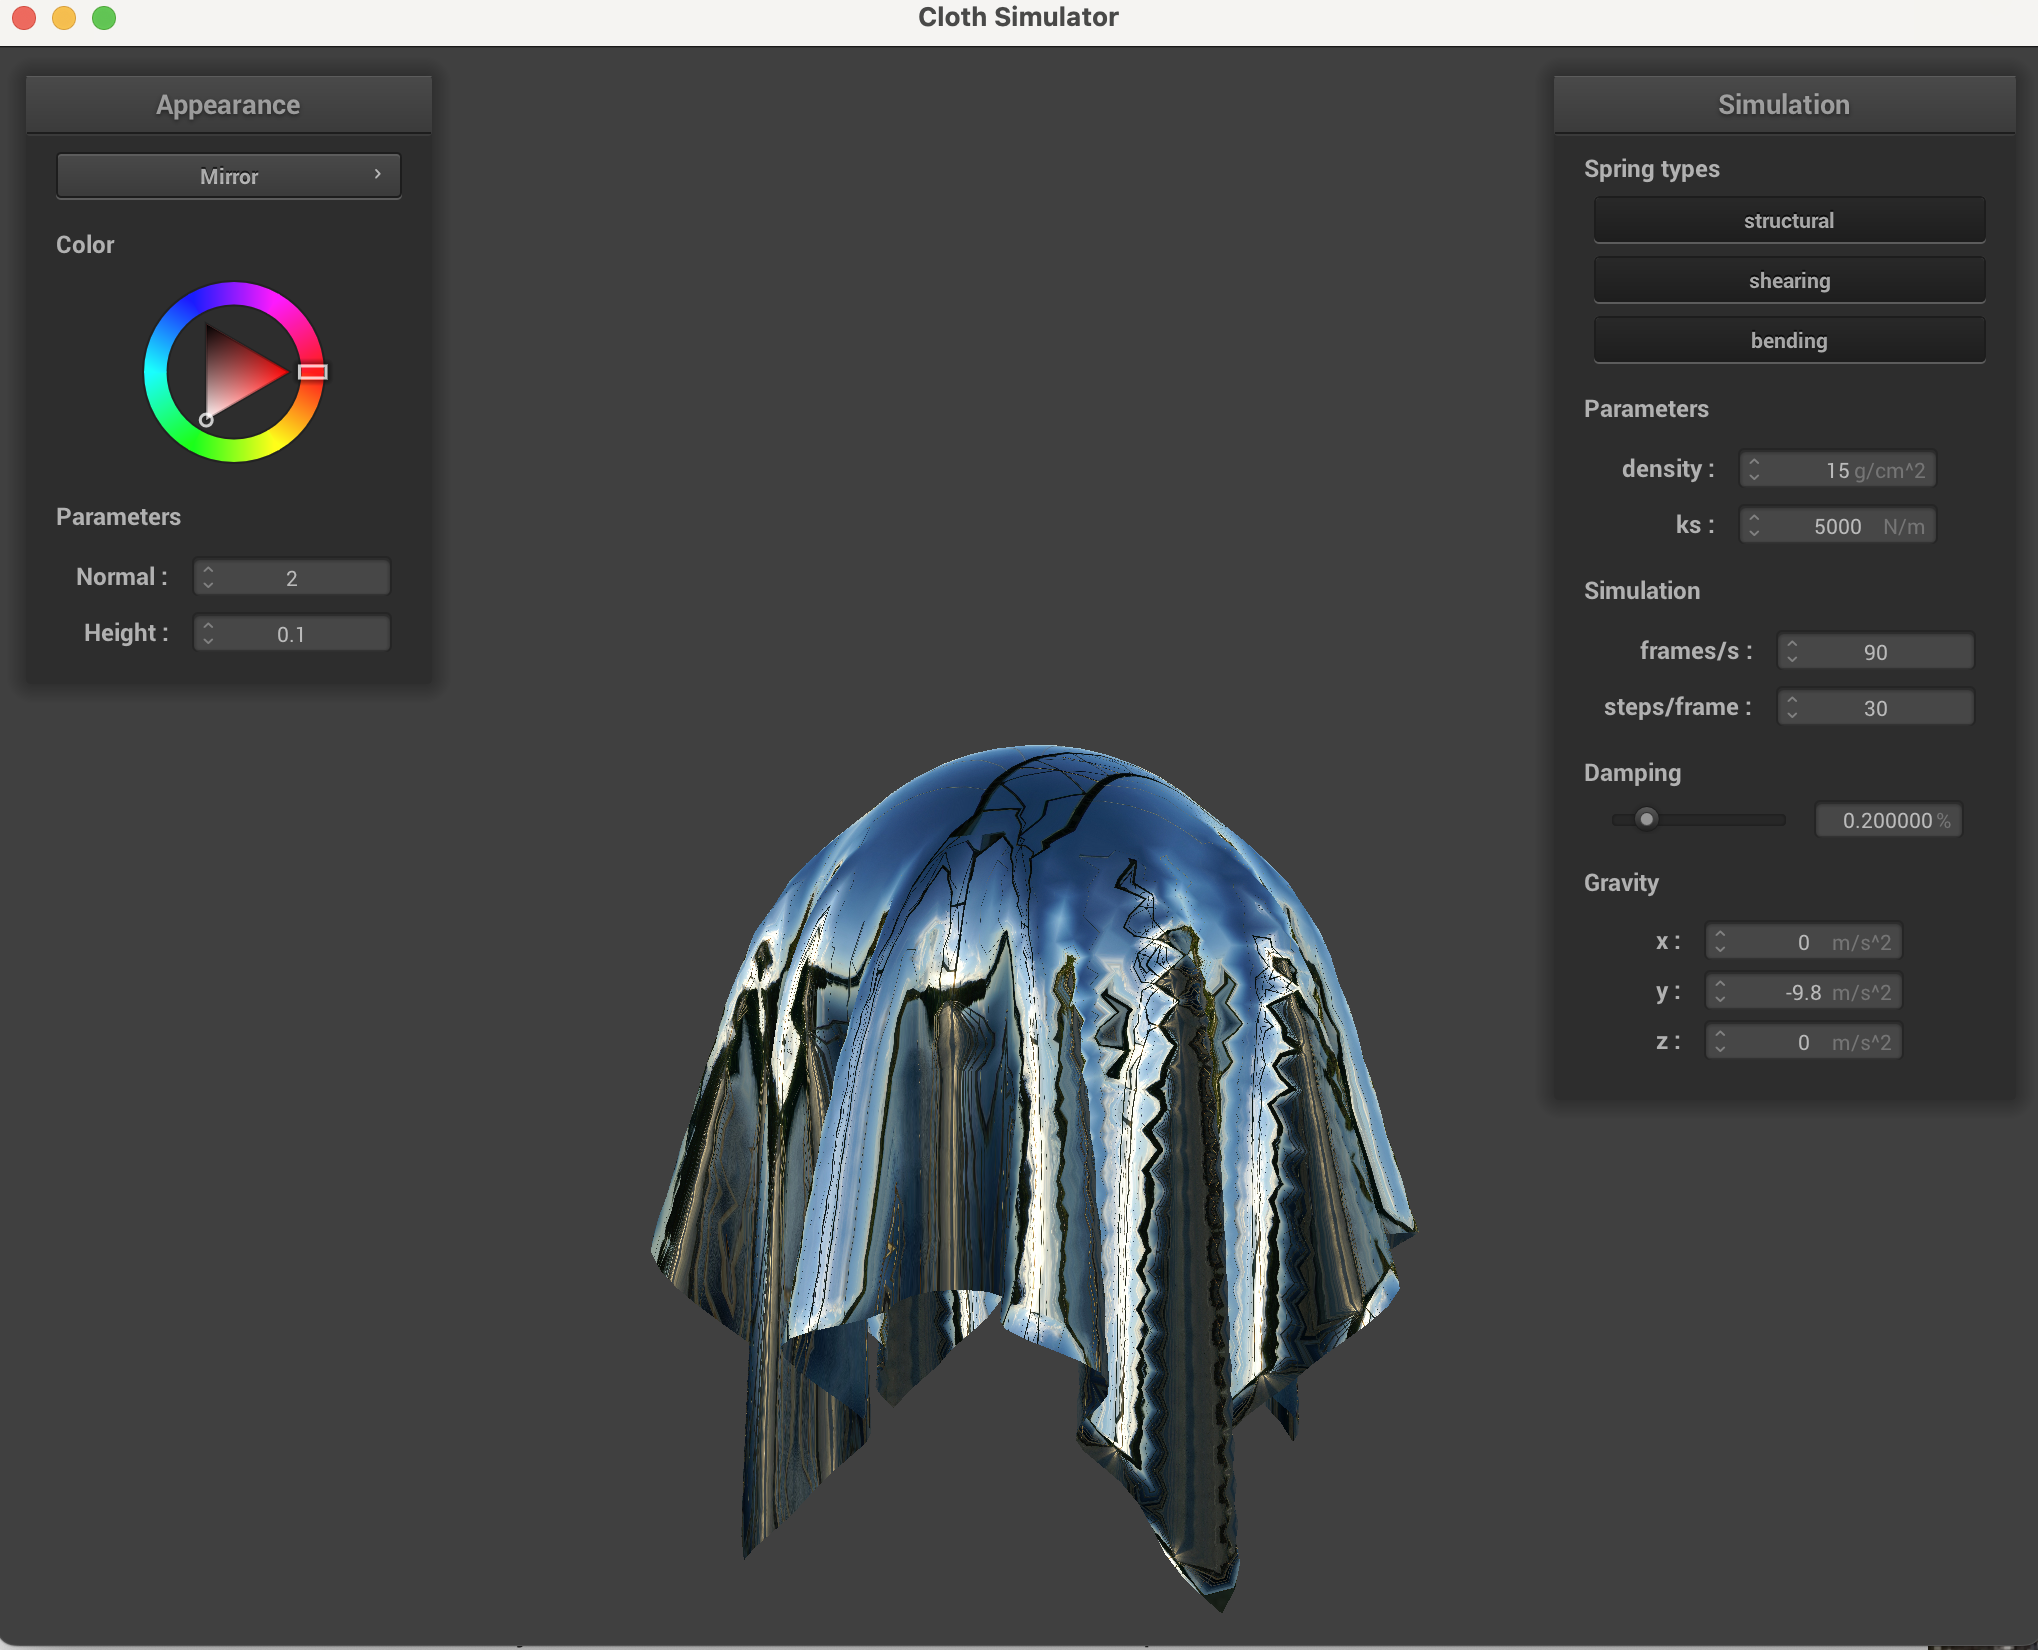 Cloth Simulator
Appearance
Mirror
Color
Parameters
Normal : 2
Height : 0.1
Simulation
Spring types
structural
shearing
bending
Parameters
density : 15 g/cm^2
ks : 5000 N/m
Simulation
frames/s : 90
steps/frame : 30
Damping
0.200000 %
Gravity
x : 0 m/s^2
y : -9.8 m/s^2
z : 0 m/s^2